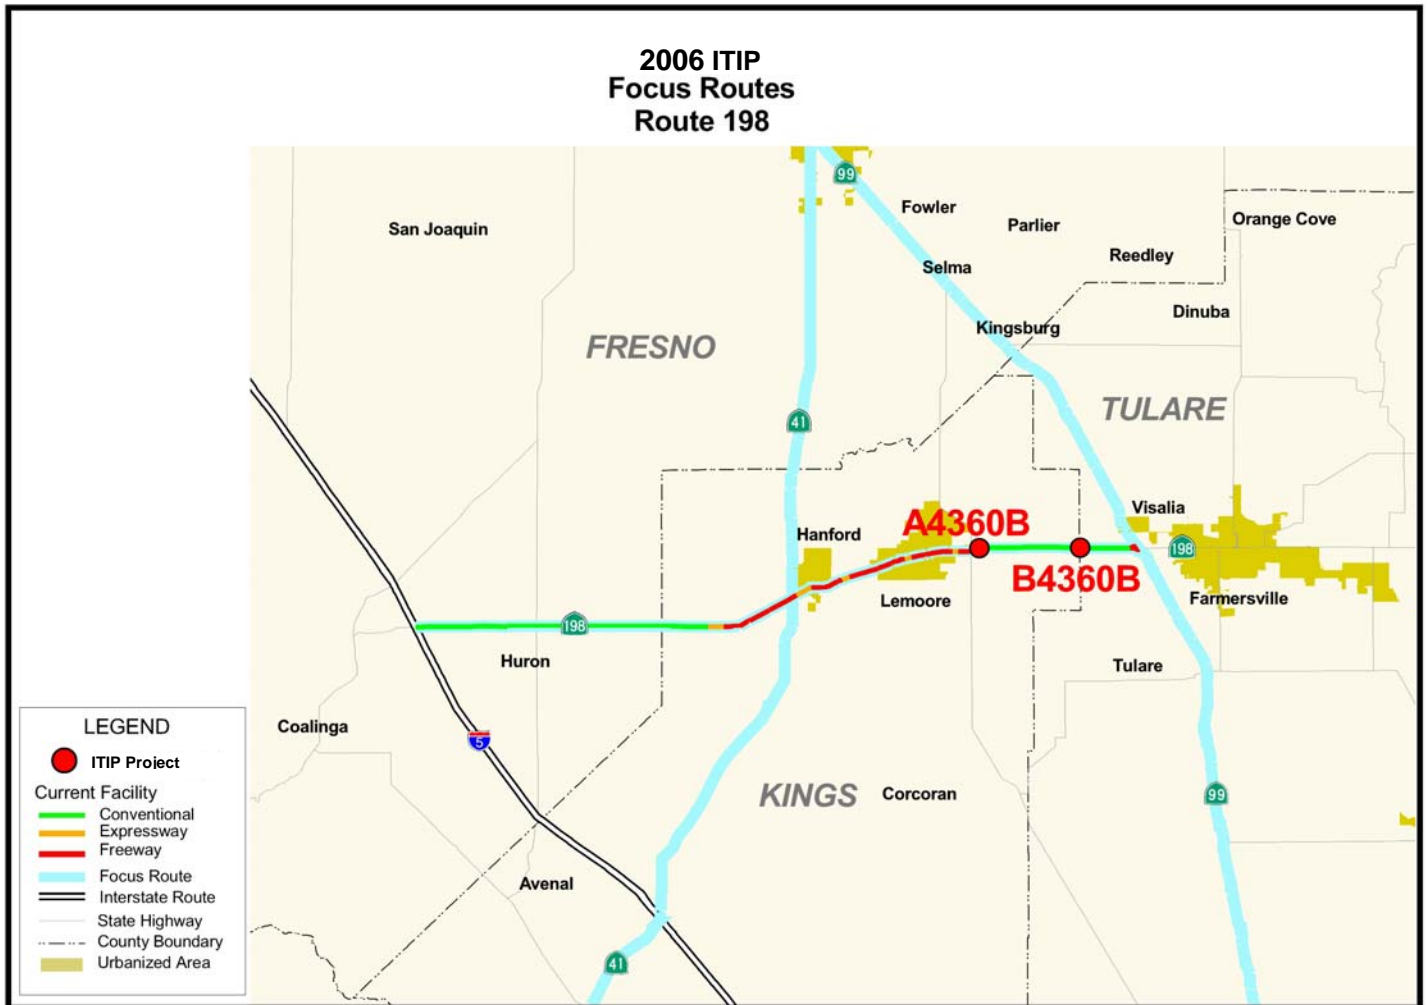 2006 ITIP
Focus Routes
Route 198
99
Fowler
Orange Cove
Parlier
San Joaquin
Reedley
Selma
Dinuba
Kingsburg
FRESNO
TULARE
41
Visalia
A4360B
Hanford
198
B4360B
Lemoore
Farmersville
198
Huron
Tulare
Coalinga
5
KINGS
Corcoran
99
Avenal
41
LEGEND
ITIP Project
Current Facility
Conventional
Expressway
Freeway
Focus Route
Interstate Route
State Highway
County Boundary
Urbanized Area